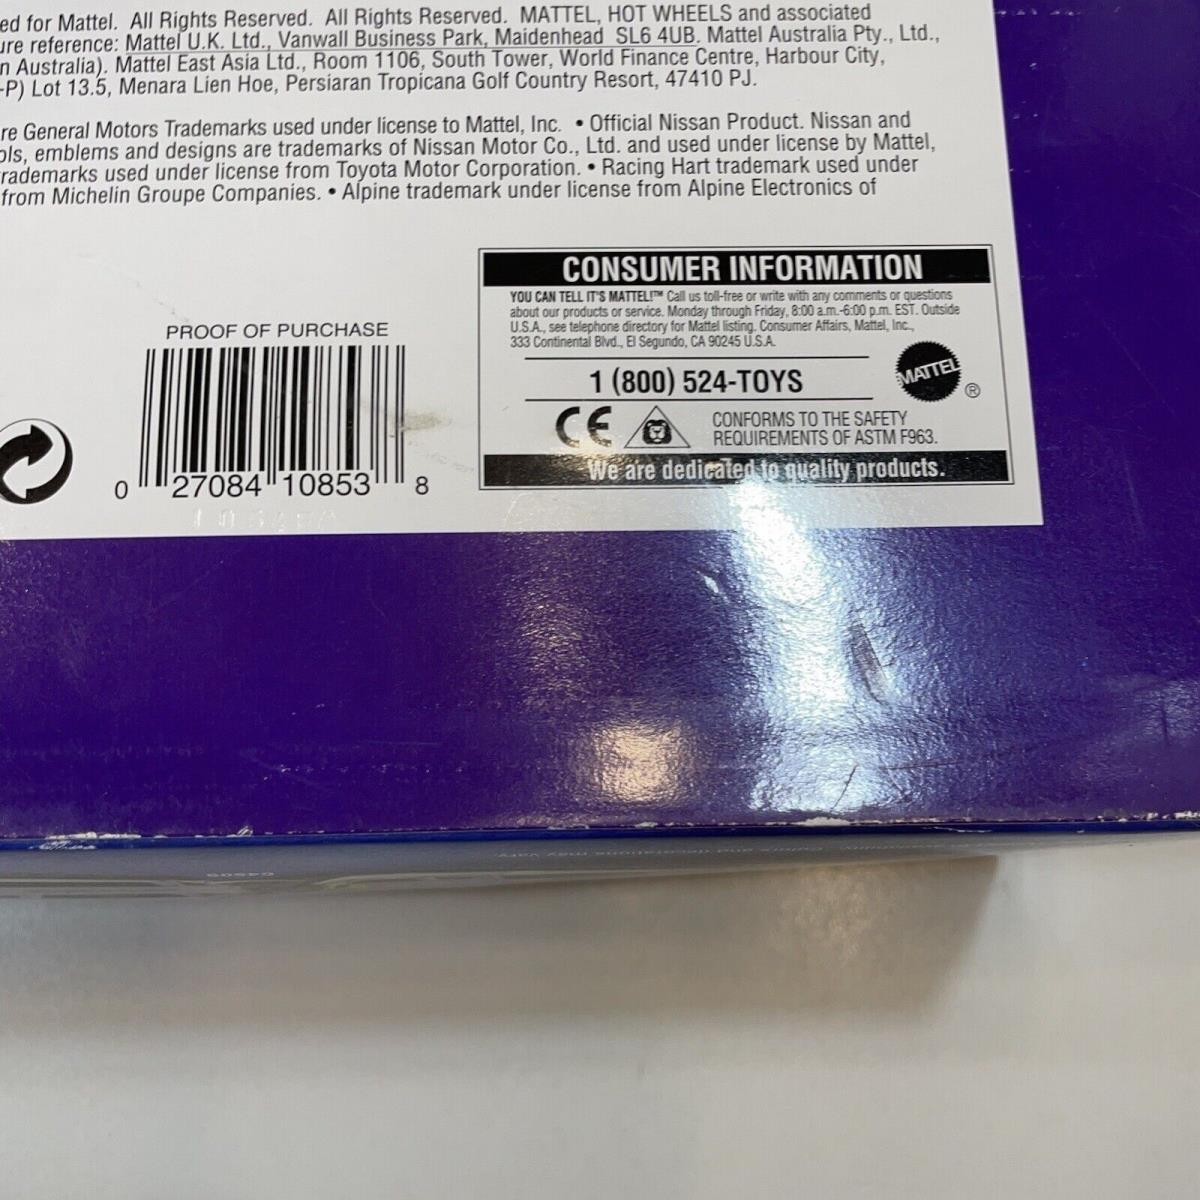 ed for Mattel. All Rights Reserved. All Rights Reserved. MATTEL, HOT WHEELS and associated
ure reference: Mattel U.K. Ltd., Vanwall Business Park, Maidenhead SL6 4UB. Mattel Australia Pty., Ltd.,
n Australia). Mattel East Asia Ltd., Room 1106, South Tower, World Finance Centre, Harbour City,
-P) Lot 13.5, Menara Lien Hoe, Persiaran Tropicana Golf Country Resort, 47410 PJ.
re General Motors Trademarks used under license to Mattel, Inc. • Official Nissan Product. Nissan and
ols, emblems and designs are trademarks of Nissan Motor Co., Ltd. and used under license by Mattel,
rademarks used under license from Toyota Motor Corporation. • Racing Hart trademark used under
from Michelin Groupe Companies. • Alpine trademark under license from Alpine Electronics of
PROOF OF PURCHASE
0 27084 10853 8
CONSUMER INFORMATION
YOU CAN TELL IT'S MATTEL!™ Call us toll-free or write with any comments or questions
about our products or service. Monday through Friday, 8:00 a.m.-6:00 p.m. EST. Outside
U.S.A., see telephone directory for Mattel listing. Consumer Affairs, Mattel, Inc.,
333 Continental Blvd., El Segundo, CA 90245 U.S.A.
1 (800) 524-TOYS
MATTEL ®
CE
CONFORMS TO THE SAFETY
REQUIREMENTS OF ASTM F963.
We are dedicated to quality products.
and decorations may vary.